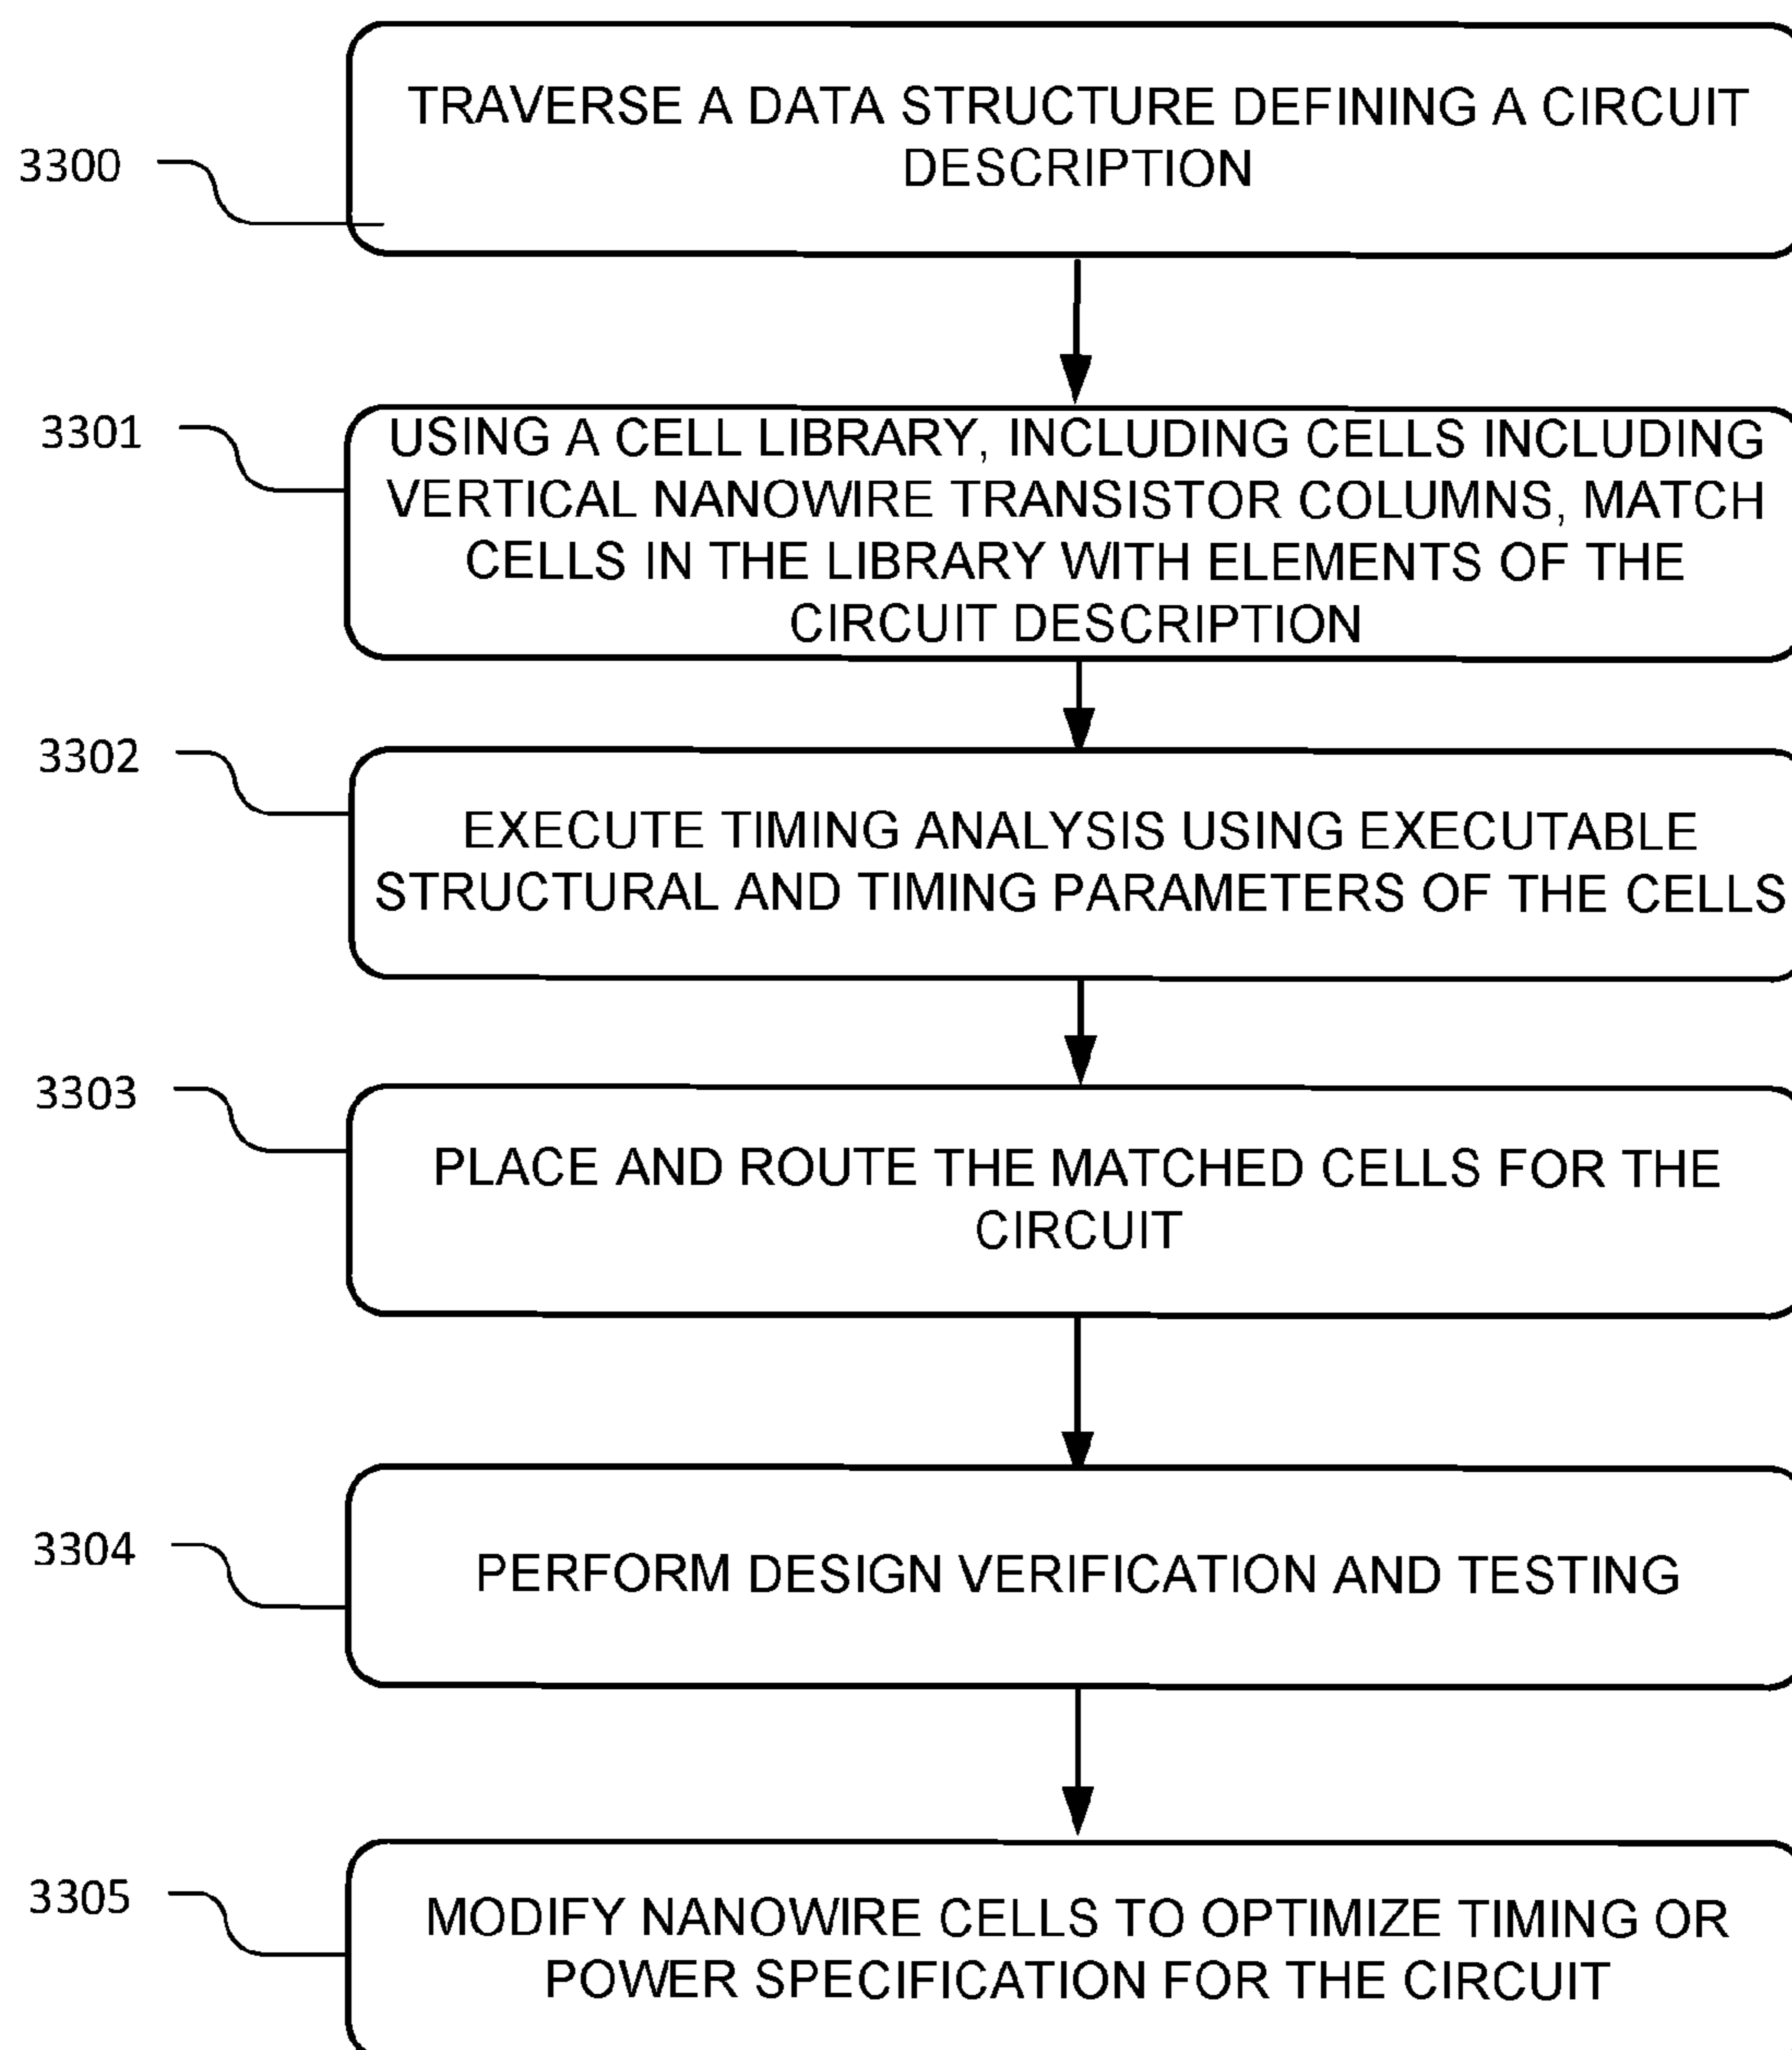 3300
TRAVERSE A DATA STRUCTURE DEFINING A CIRCUIT
DESCRIPTION
3301
USING A CELL LIBRARY, INCLUDING CELLS INCLUDING
VERTICAL NANOWIRE TRANSISTOR COLUMNS, MATCH
CELLS IN THE LIBRARY WITH ELEMENTS OF THE
CIRCUIT DESCRIPTION
3302
EXECUTE TIMING ANALYSIS USING EXECUTABLE
STRUCTURAL AND TIMING PARAMETERS OF THE CELLS
3303
PLACE AND ROUTE THE MATCHED CELLS FOR THE
CIRCUIT
3304
PERFORM DESIGN VERIFICATION AND TESTING
3305
MODIFY NANOWIRE CELLS TO OPTIMIZE TIMING OR
POWER SPECIFICATION FOR THE CIRCUIT